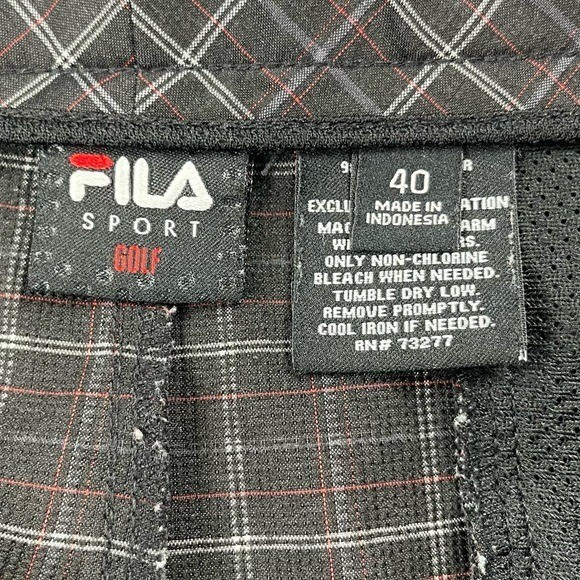 FILA
SPORT
GOLF
40
MADE IN
INDONESIA
ONLY NON-CHLORINE
BLEACH WHEN NEEDED.
TUMBLE DRY LOW.
REMOVE PROMPTLY.
COOL IRON IF NEEDED.
RN# 73277